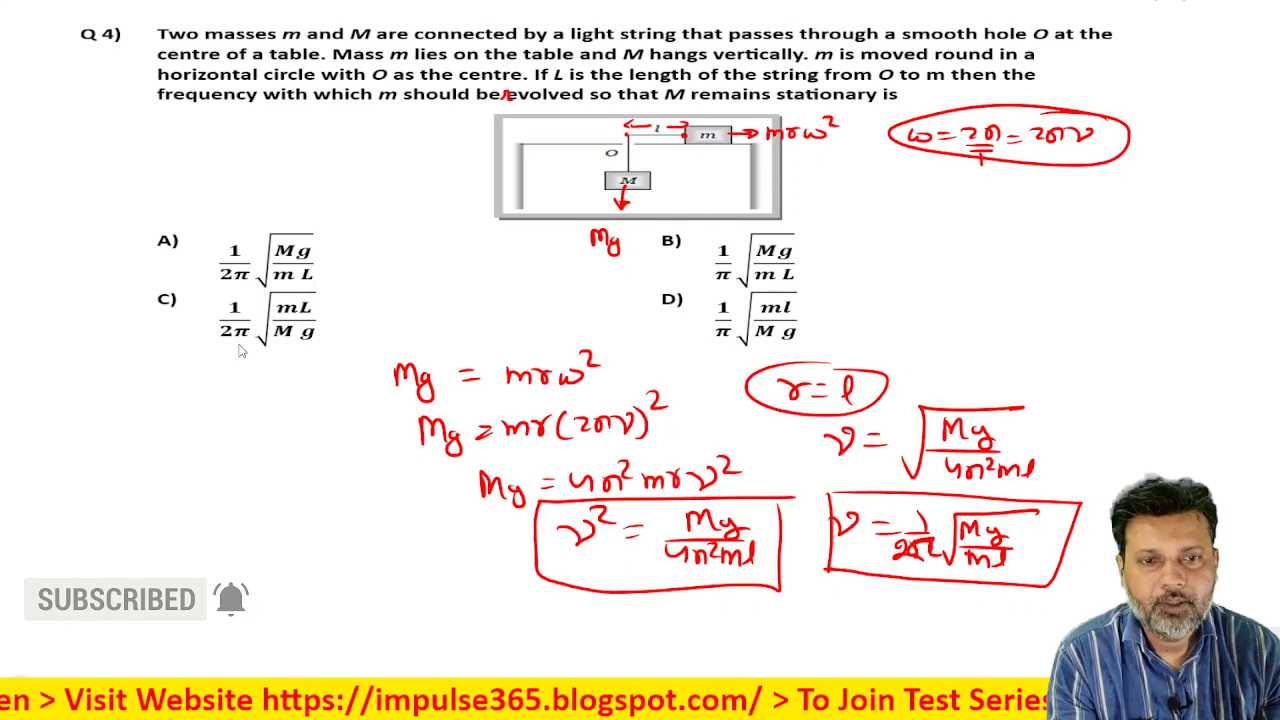 Q 4) Two masses m and M are connected by a light string that passes through a smooth hole O at the
centre of a table. Mass m lies on the table and M hangs vertically. m is moved round in a
horizontal circle with O as the centre. If L is the length of the string from O to m then the
frequency with which m should be revolved so that M remains stationary is
l m mrω²
ω = 2π/T = 2πν
O
M
Mg
A) 1/2π √(Mg/m L) B) 1/π √(Mg/m L)
C) 1/2π √(mL/M g) D) 1/π √(ml/M g)
Mg = mrω²
r = l
Mg = mr(2πν)²
ν = √(Mg/4π²ml)
Mg = 4π²mrν²
ν² = Mg/4π²ml
ν = 1/2π √(Mg/ml)
SUBSCRIBED
en > Visit Website https://impulse365.blogspot.com/ > To Join Test Series